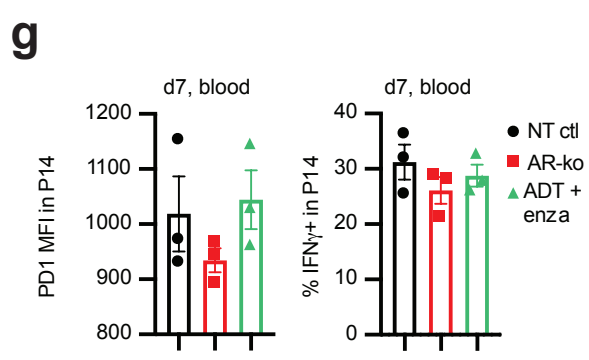 g
d7, blood
1200
1100
1000
900
800
PD1 MFI in P14
d7, blood
40
30
20
10
0
% IFNγ+ in P14
NT ctl
AR-ko
ADT +
enza